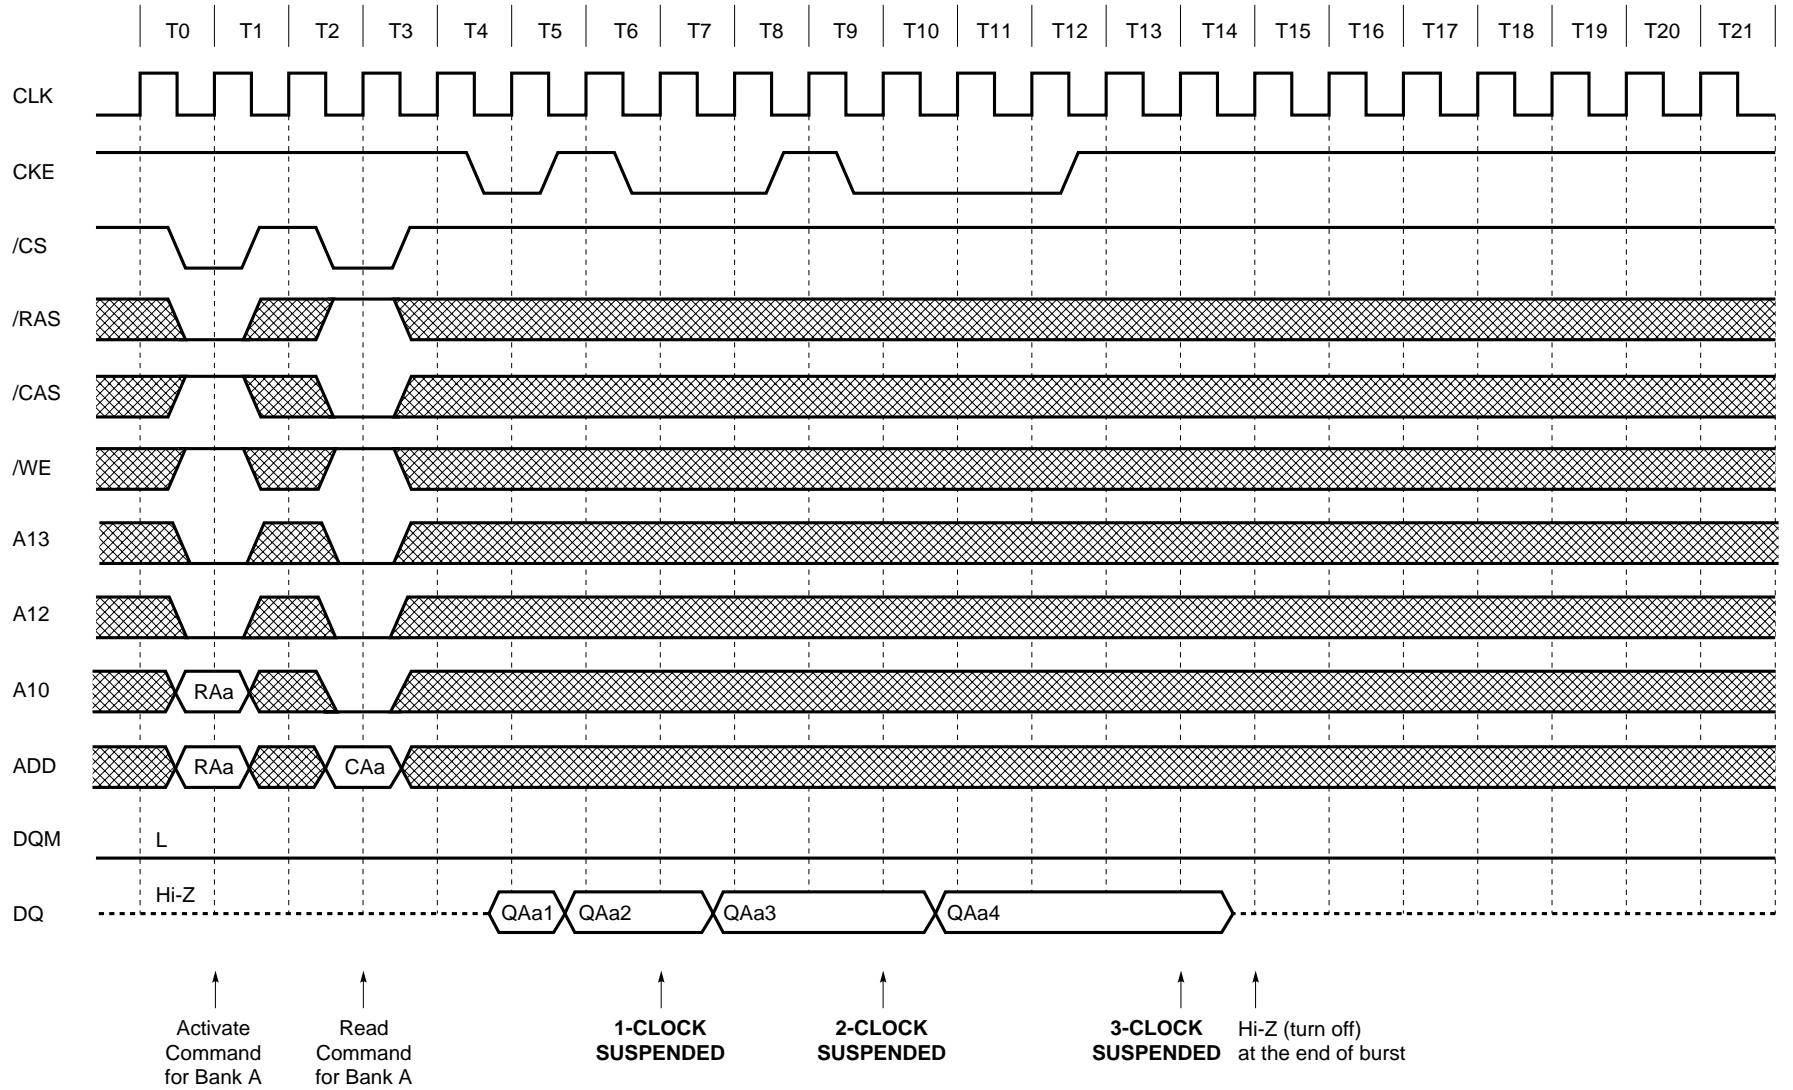 T0 T1 T2 T3 T4 T5 T6 T7 T8 T9 T10 T11 T12 T13 T14 T15 T16 T17 T18 T19 T20 T21
CLK
CKE
/CS
/RAS
/CAS
/WE
A13
A12
A10 RAa
ADD RAa CAa
DQM L
Hi-Z
DQ QAa1 QAa2 QAa3 QAa4
Activate
Command
for Bank A
Read
Command
for Bank A
1-CLOCK
SUSPENDED
2-CLOCK
SUSPENDED
3-CLOCK
SUSPENDED
Hi-Z (turn off)
at the end of burst